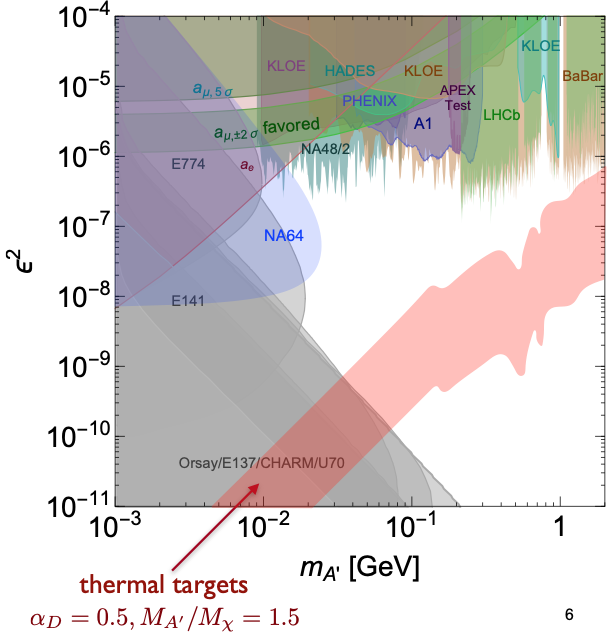 10⁻⁴
10⁻⁵
10⁻⁶
10⁻⁷
10⁻⁸
10⁻⁹
10⁻¹⁰
10⁻¹¹
ϵ²
KLOE
HADES
KLOE
KLOE
BaBar
a_μ, 5 σ
PHENIX
APEX
Test
LHCb
a_μ,±2 σ favored
A1
NA48/2
E774
a_e
NA64
E141
Orsay/E137/CHARM/U70
10⁻³
10⁻²
10⁻¹
1
m_A' [GeV]
thermal targets
α_D = 0.5, M_A'/M_χ = 1.5
6